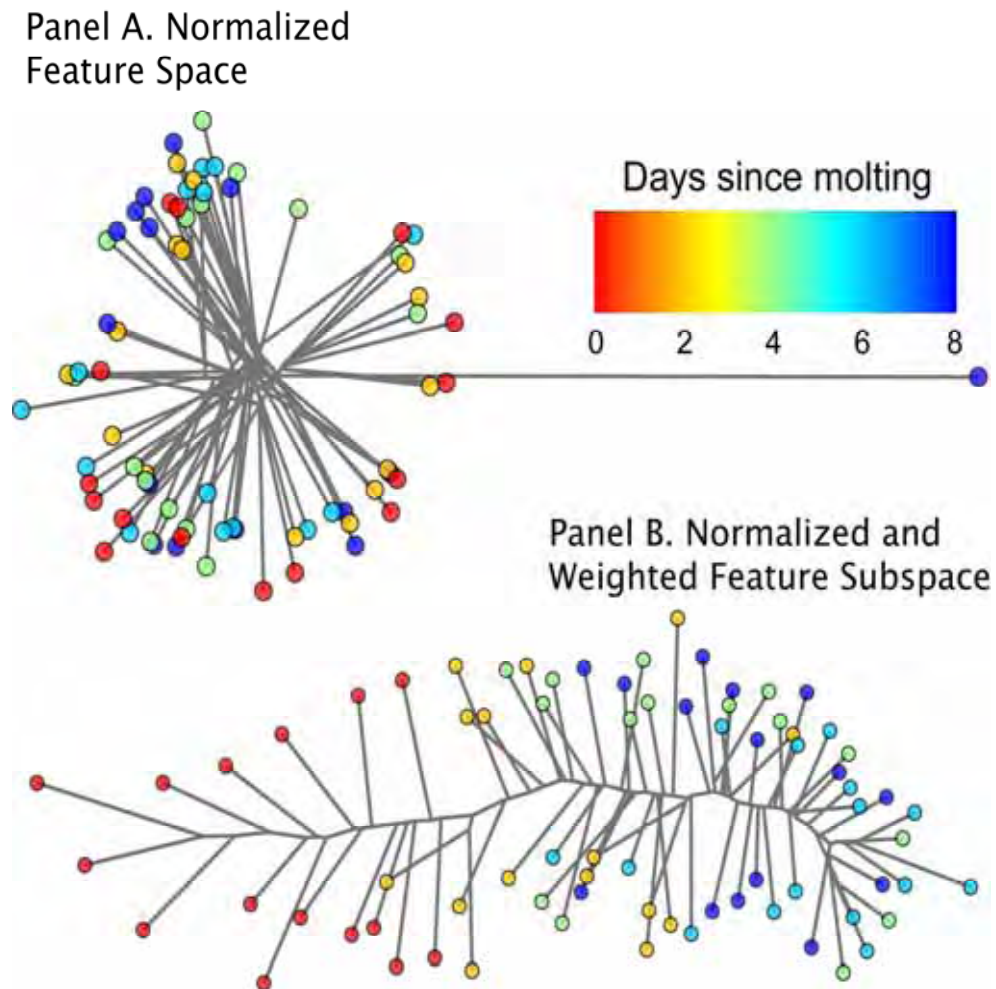 Panel A. Normalized
Feature Space
Days since molting
0 2 4 6 8
Panel B. Normalized and
Weighted Feature Subspace